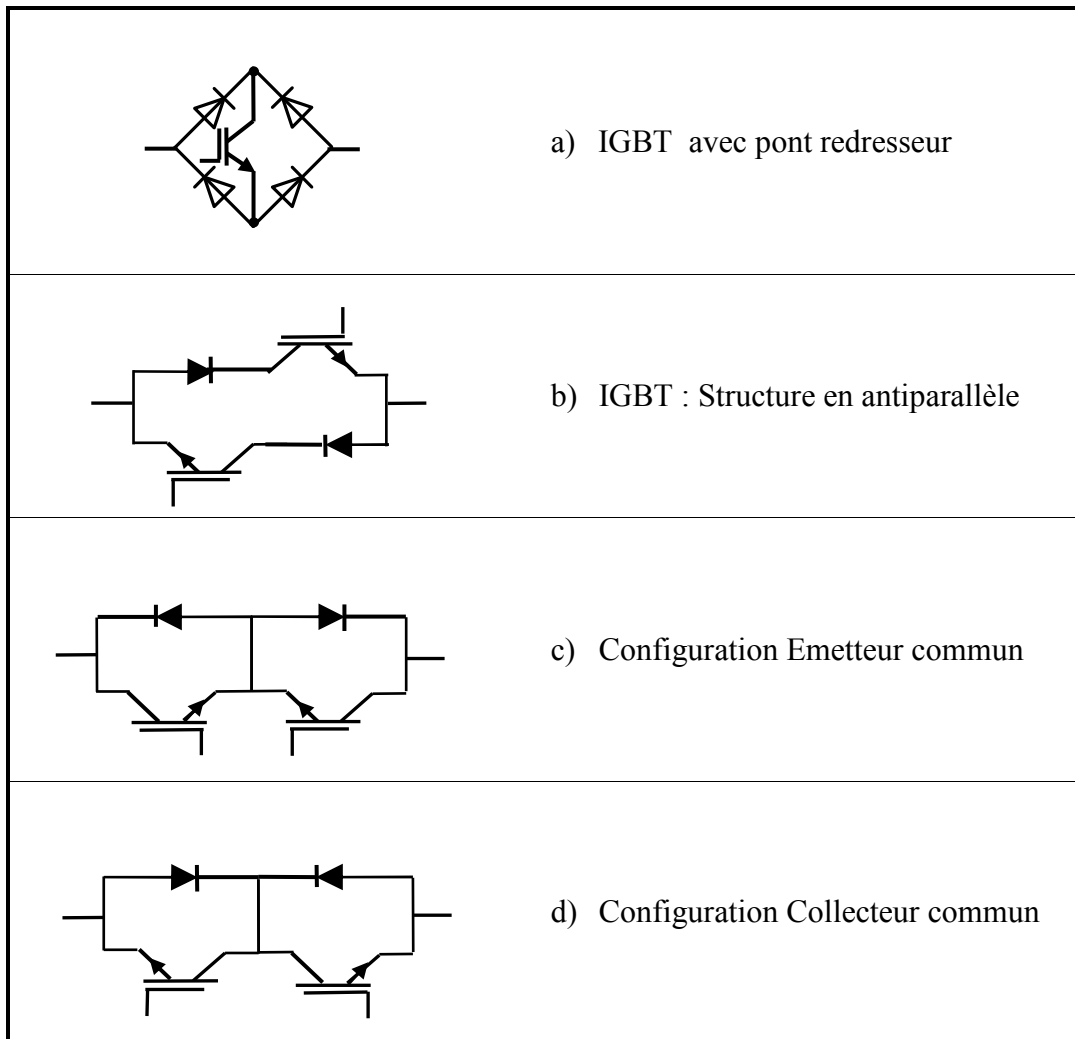 a) IGBT avec pont redresseur
b) IGBT : Structure en antiparallèle
c) Configuration Emetteur commun
d) Configuration Collecteur commun